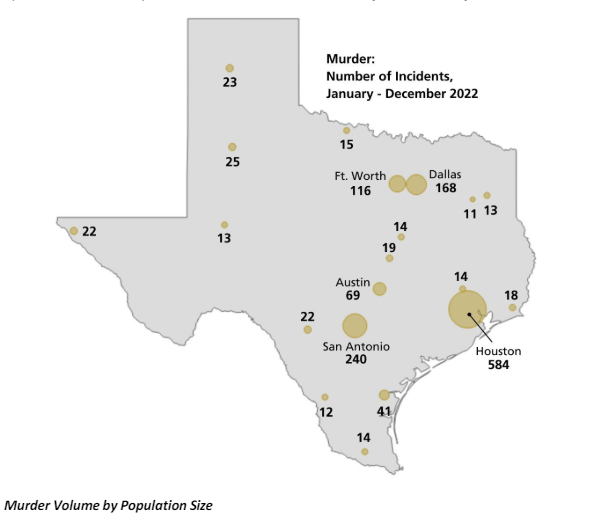 Murder:
Number of Incidents,
January - December 2022
23
15
25
Ft. Worth
116
Dallas
168
11
13
22
13
14
19
Austin
69
14
18
22
San Antonio
240
Houston
584
12
41
14
Murder Volume by Population Size